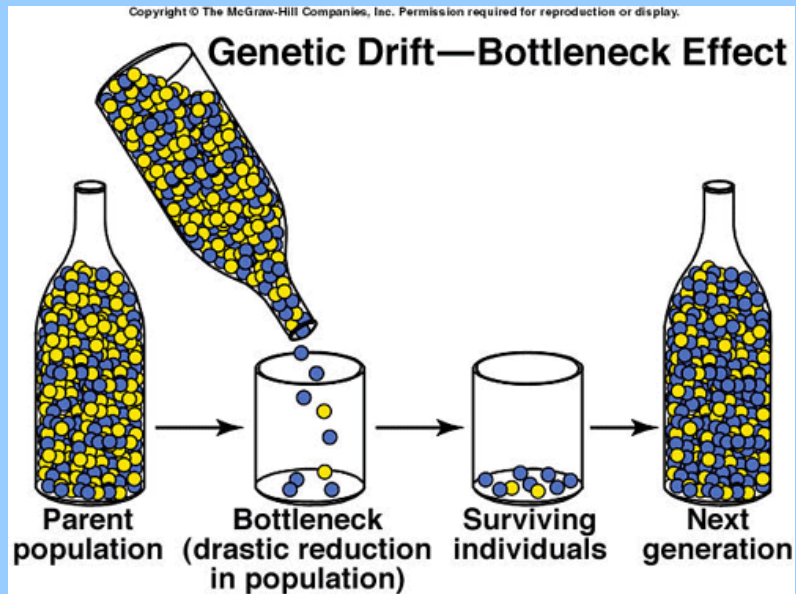 Copyright © The McGraw-Hill Companies, Inc. Permission required for reproduction or display.
Genetic Drift—Bottleneck Effect
Parent
population
Bottleneck
(drastic reduction
in population)
Surviving
individuals
Next
generation